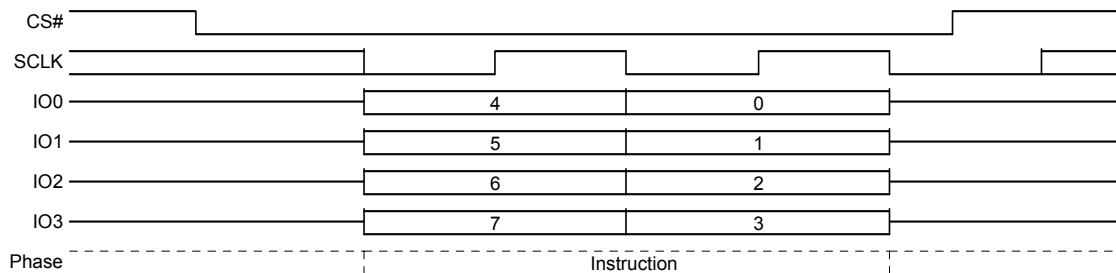 CS#
SCLK
IO0 4 0
IO1 5 1
IO2 6 2
IO3 7 3
Phase Instruction